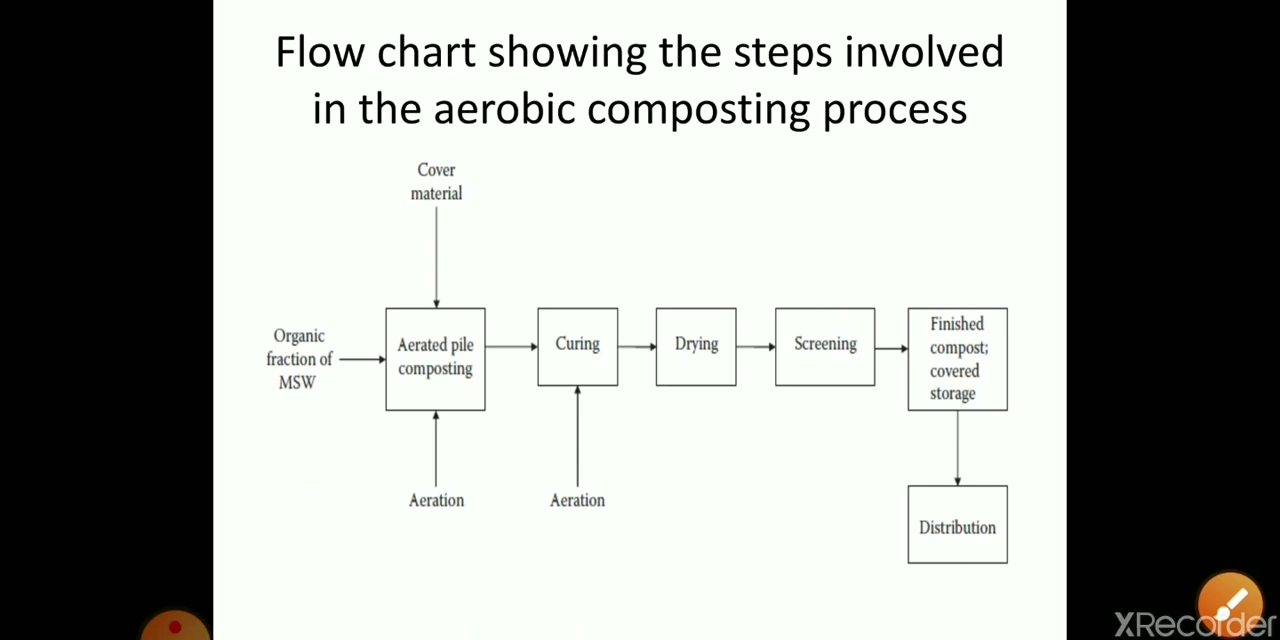 Flow chart showing the steps involved
in the aerobic composting process
Cover
material
Organic
fraction of
MSW
Aerated pile
composting
Curing
Drying
Screening
Finished
compost;
covered
storage
Aeration
Aeration
Distribution
XRecorder